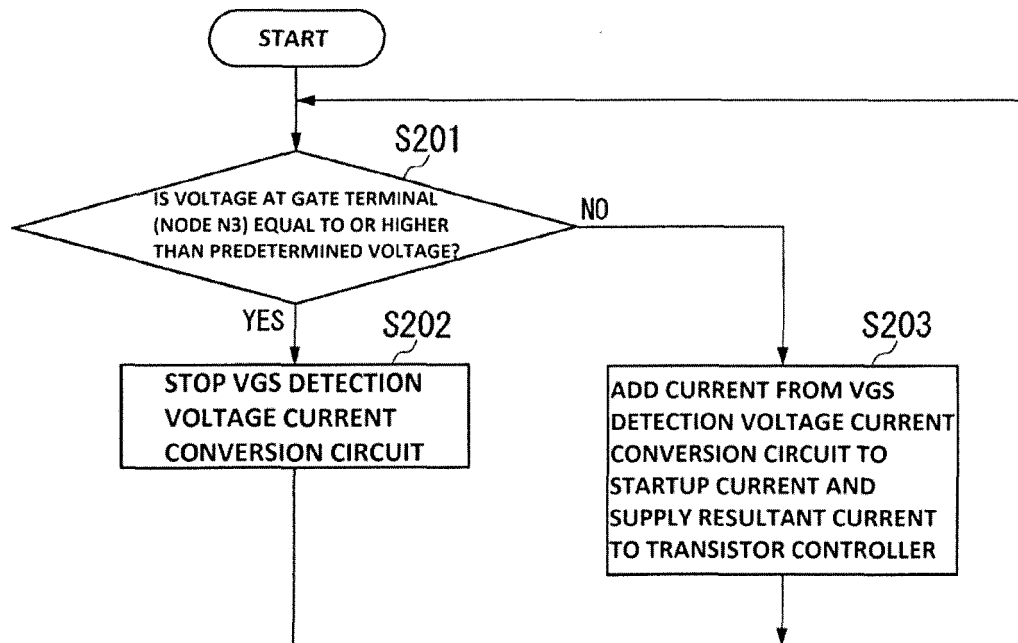 START
S201
IS VOLTAGE AT GATE TERMINAL
(NODE N3) EQUAL TO OR HIGHER
THAN PREDETERMINED VOLTAGE?
NO
YES
S202
STOP VGS DETECTION
VOLTAGE CURRENT
CONVERSION CIRCUIT
S203
ADD CURRENT FROM VGS
DETECTION VOLTAGE CURRENT
CONVERSION CIRCUIT TO
STARTUP CURRENT AND
SUPPLY RESULTANT CURRENT
TO TRANSISTOR CONTROLLER